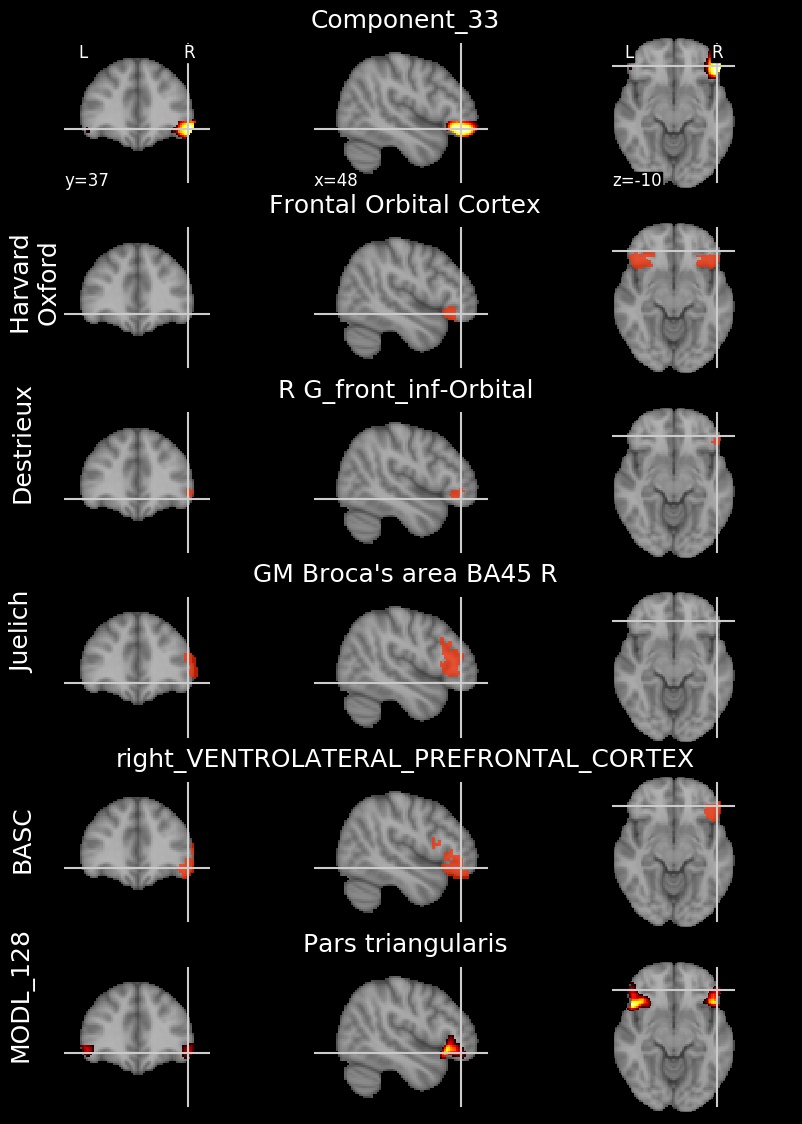 Component_33
L R
L R
y=37
x=48
z=-10
Harvard
Oxford
Frontal Orbital Cortex
Destrieux
R G_front_inf-Orbital
Juelich
GM Broca's area BA45 R
BASC
right_VENTROLATERAL_PREFRONTAL_CORTEX
MODL_128
Pars triangularis